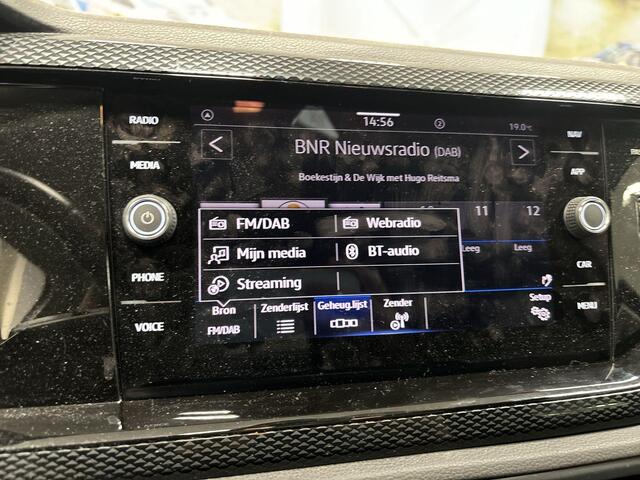 RADIO
MEDIA
PHONE
VOICE
14:56
2
19.0°C
BNR Nieuwsradio (DAB)
Boekestijn & De Wijk met Hugo Reitsma
11
12
Leeg
Leeg
FM/DAB
Webradio
Mijn media
BT-audio
Streaming
Bron
FM/DAB
Zenderlijst
Geheug.lijst
Zender
Setup
NAV
APP
CAR
MENU